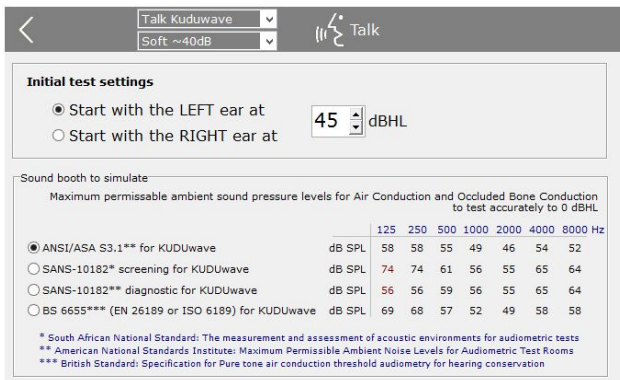 Talk Kuduwave
Soft ~40dB
Talk
Initial test settings
Start with the LEFT ear at
45 dBHL
Start with the RIGHT ear at
Sound booth to simulate
Maximum permissable ambient sound pressure levels for Air Conduction and Occluded Bone Conduction
to test accurately to 0 dBHL
125 250 500 1000 2000 4000 8000 Hz
ANSI/ASA S3.1** for KUDUwave dB SPL 58 58 55 49 46 54 52
SANS-10182* screening for KUDUwave dB SPL 74 74 61 56 55 65 64
SANS-10182** diagnostic for KUDUwave dB SPL 56 56 59 56 55 65 64
BS 6655*** (EN 26189 or ISO 6189) for KUDUwave dB SPL 69 68 57 52 49 58 58
* South African National Standard: The measurement and assessment of acoustic environments for audiometric tests
** American National Standards Institute: Maximum Permissible Ambient Noise Levels for Audiometric Test Rooms
*** British Standard: Specification for Pure tone air conduction threshold audiometry for hearing conservation